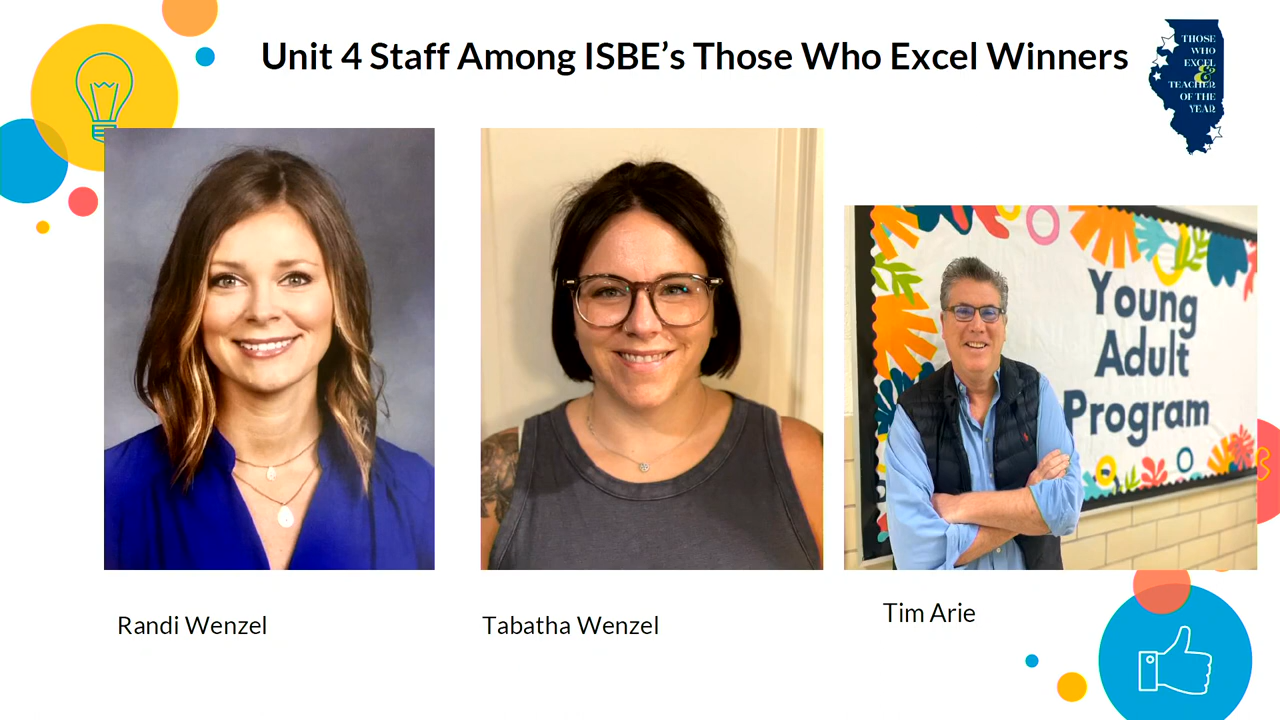 Unit 4 Staff Among ISBE’s Those Who Excel Winners
THOSE
WHO
EXCEL
&
TEACHER
OF THE
YEAR
Young
Adult
Program
Randi Wenzel
Tabatha Wenzel
Tim Arie